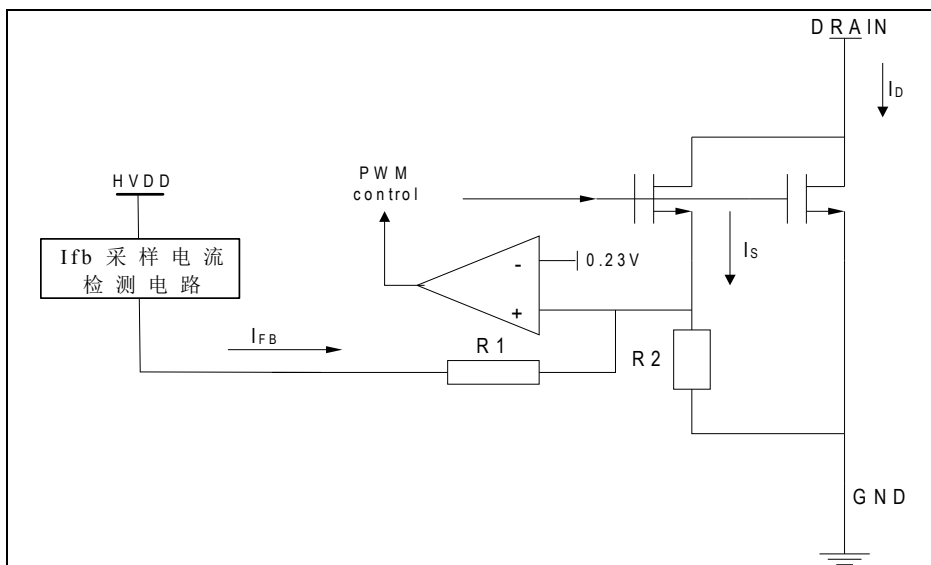 DRAIN
ID
PWM
control
HVDD
Ifb 采样电流
检测电路
- 0.23V
IS
+
IFB
R1
R2
GND